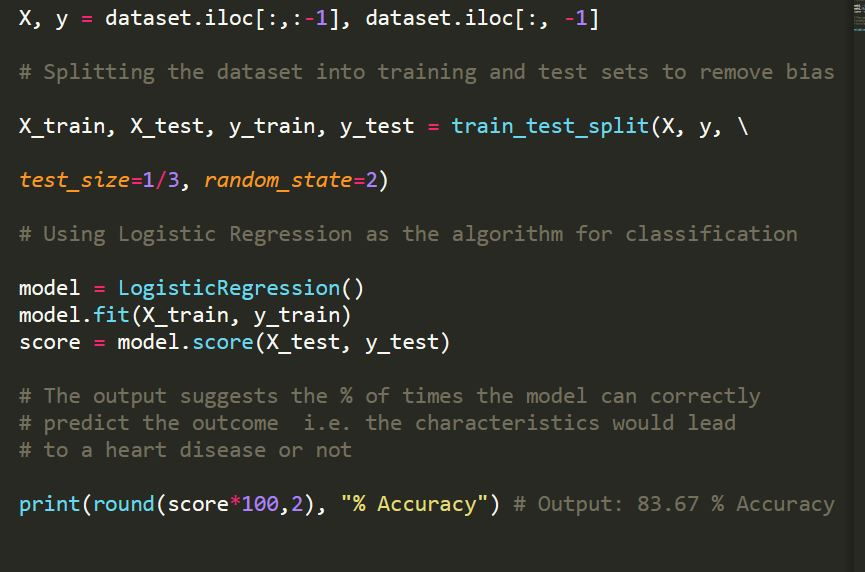 X, y = dataset.iloc[:,:-1], dataset.iloc[:, -1]
# Splitting the dataset into training and test sets to remove bias
X_train, X_test, y_train, y_test = train_test_split(X, y, \
test_size=1/3, random_state=2)
# Using Logistic Regression as the algorithm for classification
model = LogisticRegression()
model.fit(X_train, y_train)
score = model.score(X_test, y_test)
# The output suggests the % of times the model can correctly
# predict the outcome  i.e. the characteristics would lead
# to a heart disease or not
print(round(score*100,2), "% Accuracy") # Output: 83.67 % Accuracy